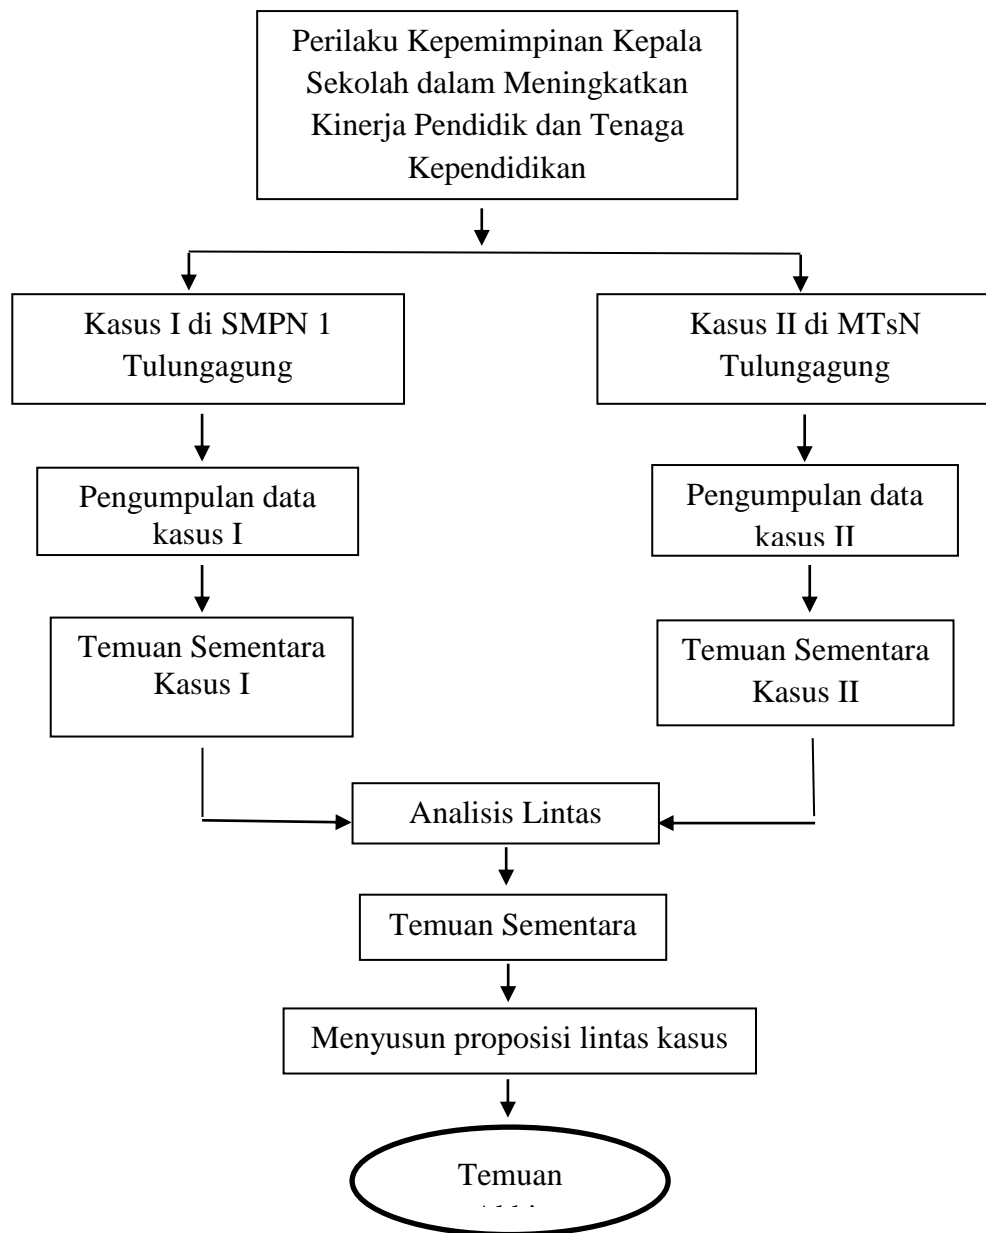 Perilaku Kepemimpinan Kepala
Sekolah dalam Meningkatkan
Kinerja Pendidik dan Tenaga
Kependidikan
Kasus I di SMPN 1
Tulungagung
Kasus II di MTsN
Tulungagung
Pengumpulan data
kasus I
Pengumpulan data
kasus II
Temuan Sementara
Kasus I
Temuan Sementara
Kasus II
Analisis Lintas
Temuan Sementara
Menyusun proposisi lintas kasus
Temuan